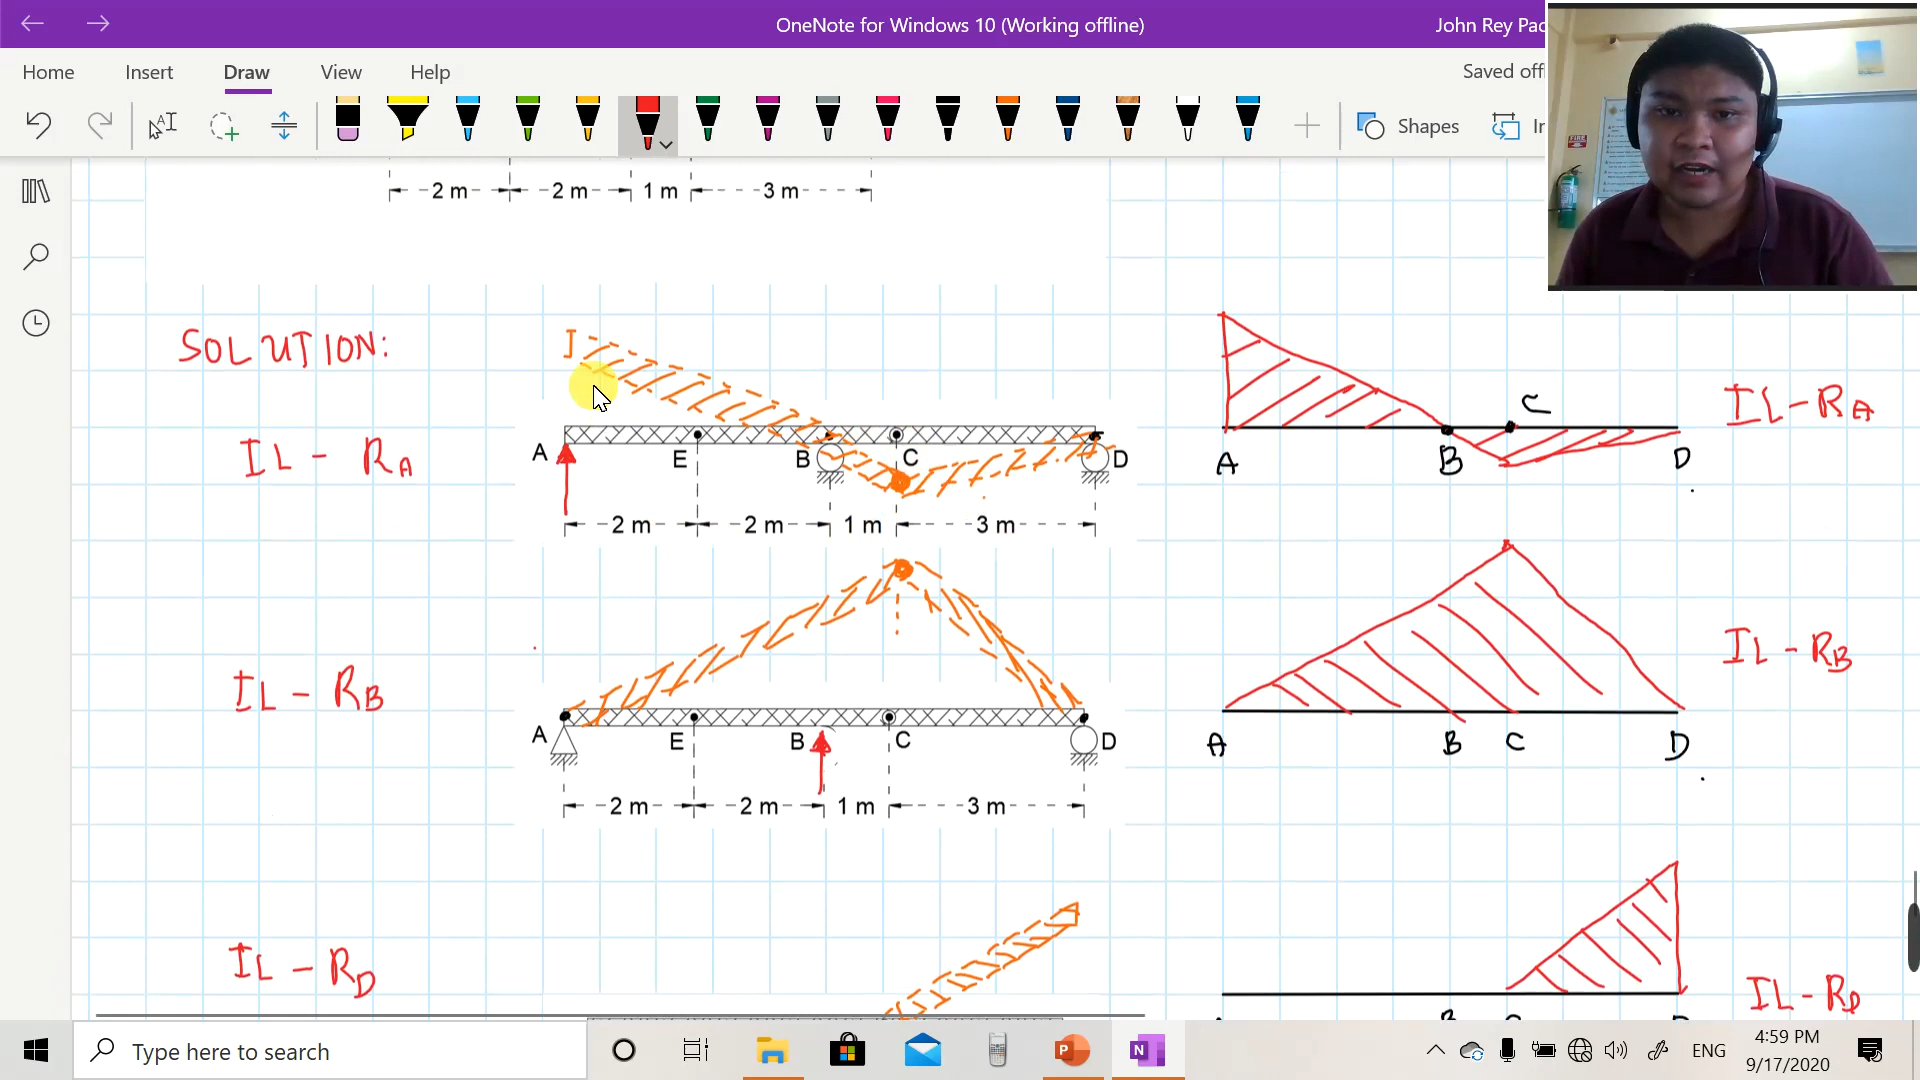 OneNote for Windows 10 (Working offline)
John Rey Pac
Home Insert Draw View Help
Saved off
Shapes
In
2 m 2 m 1 m 3 m
SOLUTION:
IL - RA
A E B C D
2 m 2 m 1 m 3 m
C
A B D
IL - RA
IL - RB
A E B C D
2 m 2 m 1 m 3 m
A B C D
IL - RB
IL - RD
IL - RD
Type here to search
ENG
4:59 PM
9/17/2020